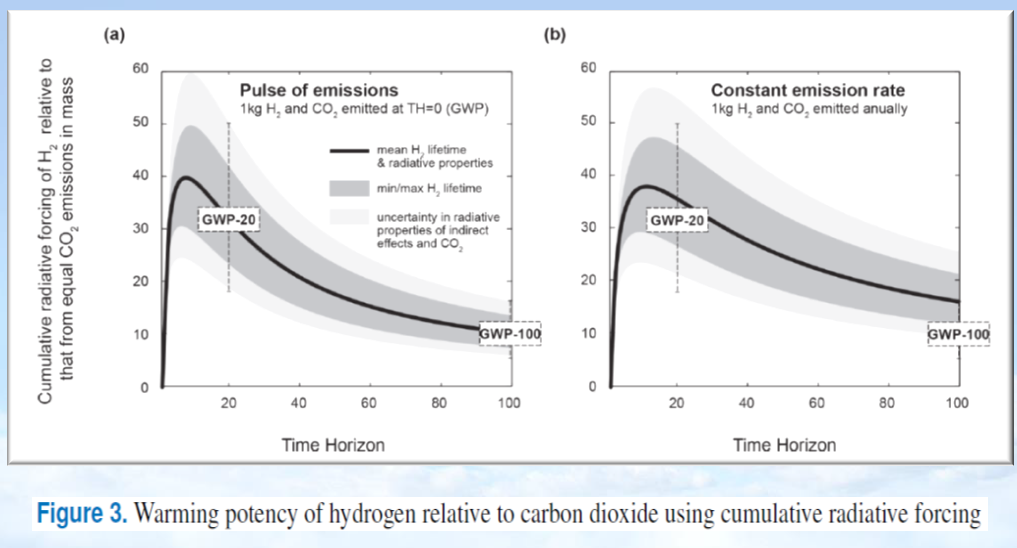 (a)
(b)
Cumulative radiative forcing of H2 relative to
that from equal CO2 emissions in mass
60
50
40
30
20
10
0
Pulse of emissions
1kg H2 and CO2 emitted at TH=0 (GWP)
mean H2 lifetime
& radiative properties
min/max H2 lifetime
uncertainty in radiative
properties of indirect
effects and CO2
GWP-20
GWP-100
20 40 60 80 100
Time Horizon
60
50
40
30
20
10
0
Constant emission rate
1kg H2 and CO2 emitted anually
GWP-20
GWP-100
20 40 60 80 100
Time Horizon
Figure 3. Warming potency of hydrogen relative to carbon dioxide using cumulative radiative forcing